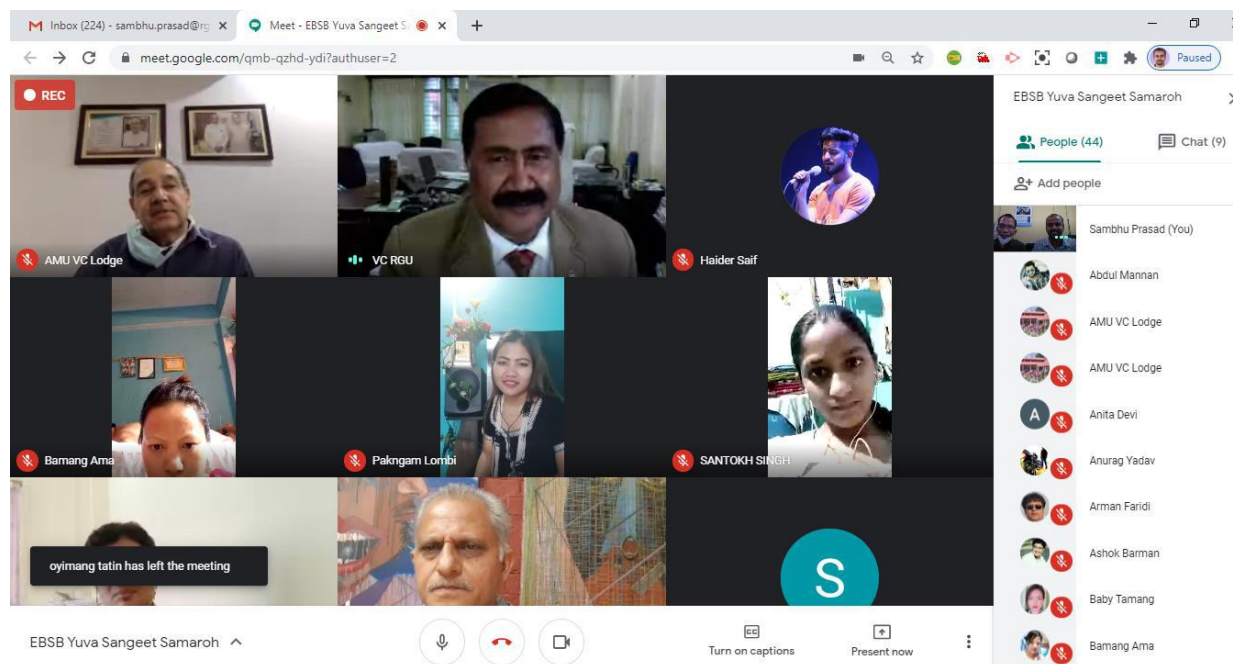 Inbox (224) - sambhu.prasad@rg
Meet - EBSB Yuva Sangeet S
meet.google.com/qmb-qzhd-ydi?authuser=2
Paused
REC
AMU VC Lodge
VC RGU
Haider Saif
Bamang Ama
Pakngam Lombi
SANTOKH SINGH
oyimang tatin has left the meeting
S
EBSB Yuva Sangeet Samaroh
Turn on captions
Present now
EBSB Yuva Sangeet Samaroh
People (44)
Chat (9)
Add people
Sambhu Prasad (You)
Abdul Mannan
AMU VC Lodge
AMU VC Lodge
A
Anita Devi
Anurag Yadav
Arman Faridi
Ashok Barman
Baby Tamang
Bamang Ama